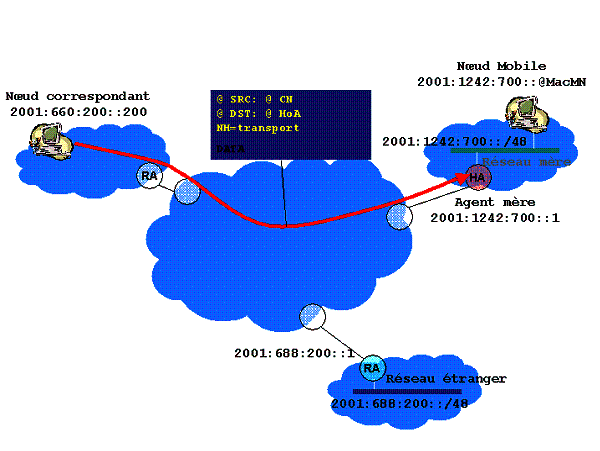 Nœud Mobile
2001:1242:700::@MacMN
Nœud correspondant
2001:660:200::200
@ SRC: @ CN
@ DST: @ HoA
NH=transport
DATA
2001:1242:700::/48
Réseau mère
RA
HA
Agent mère
2001:1242:700::1
2001:688:200::1
RA
Réseau étranger
2001:688:200::/48